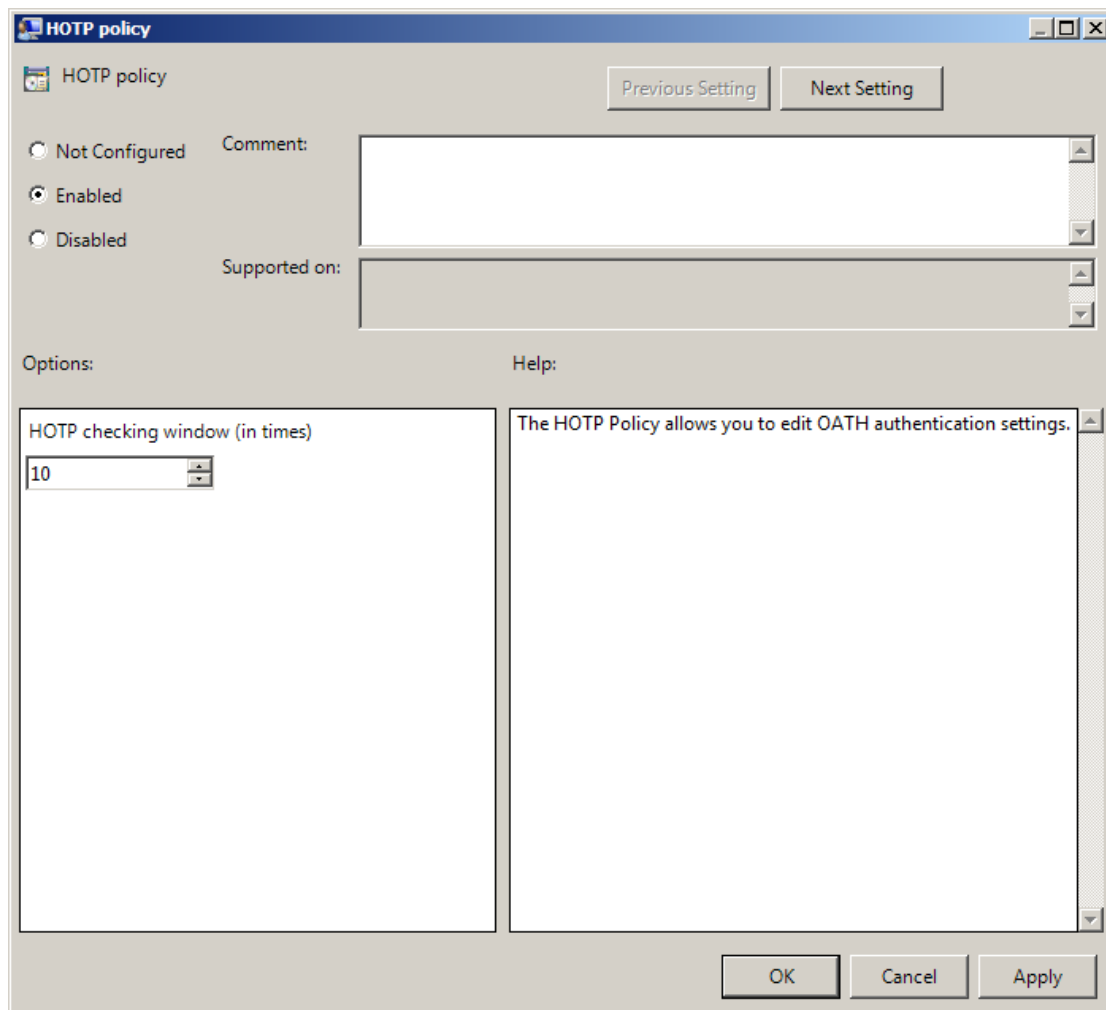 HOTP policy
HOTP policy
Previous Setting
Next Setting
Not Configured
Comment:
Enabled
Disabled
Supported on:
Options:
Help:
HOTP checking window (in times)
The HOTP Policy allows you to edit OATH authentication settings.
10
OK
Cancel
Apply